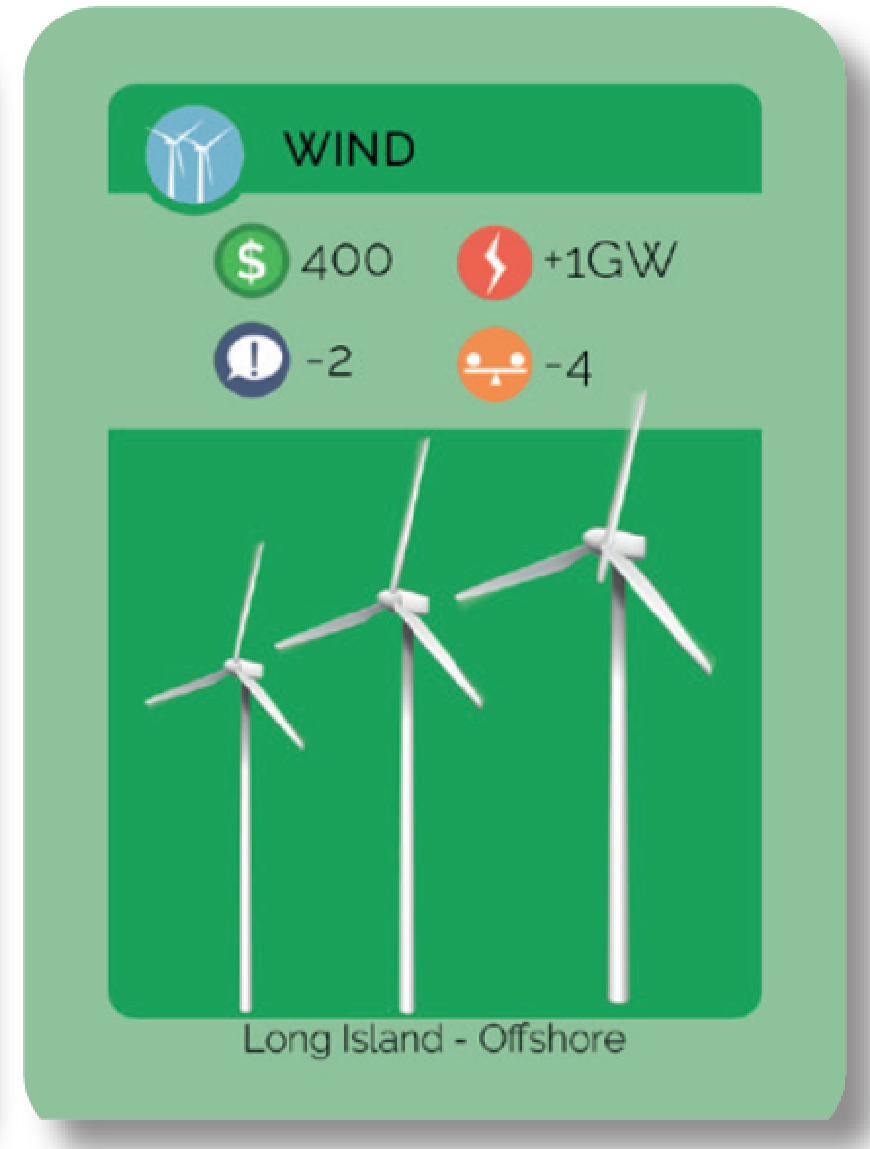 WIND
$ 400 +1GW
! -2 -4
Long Island - Offshore